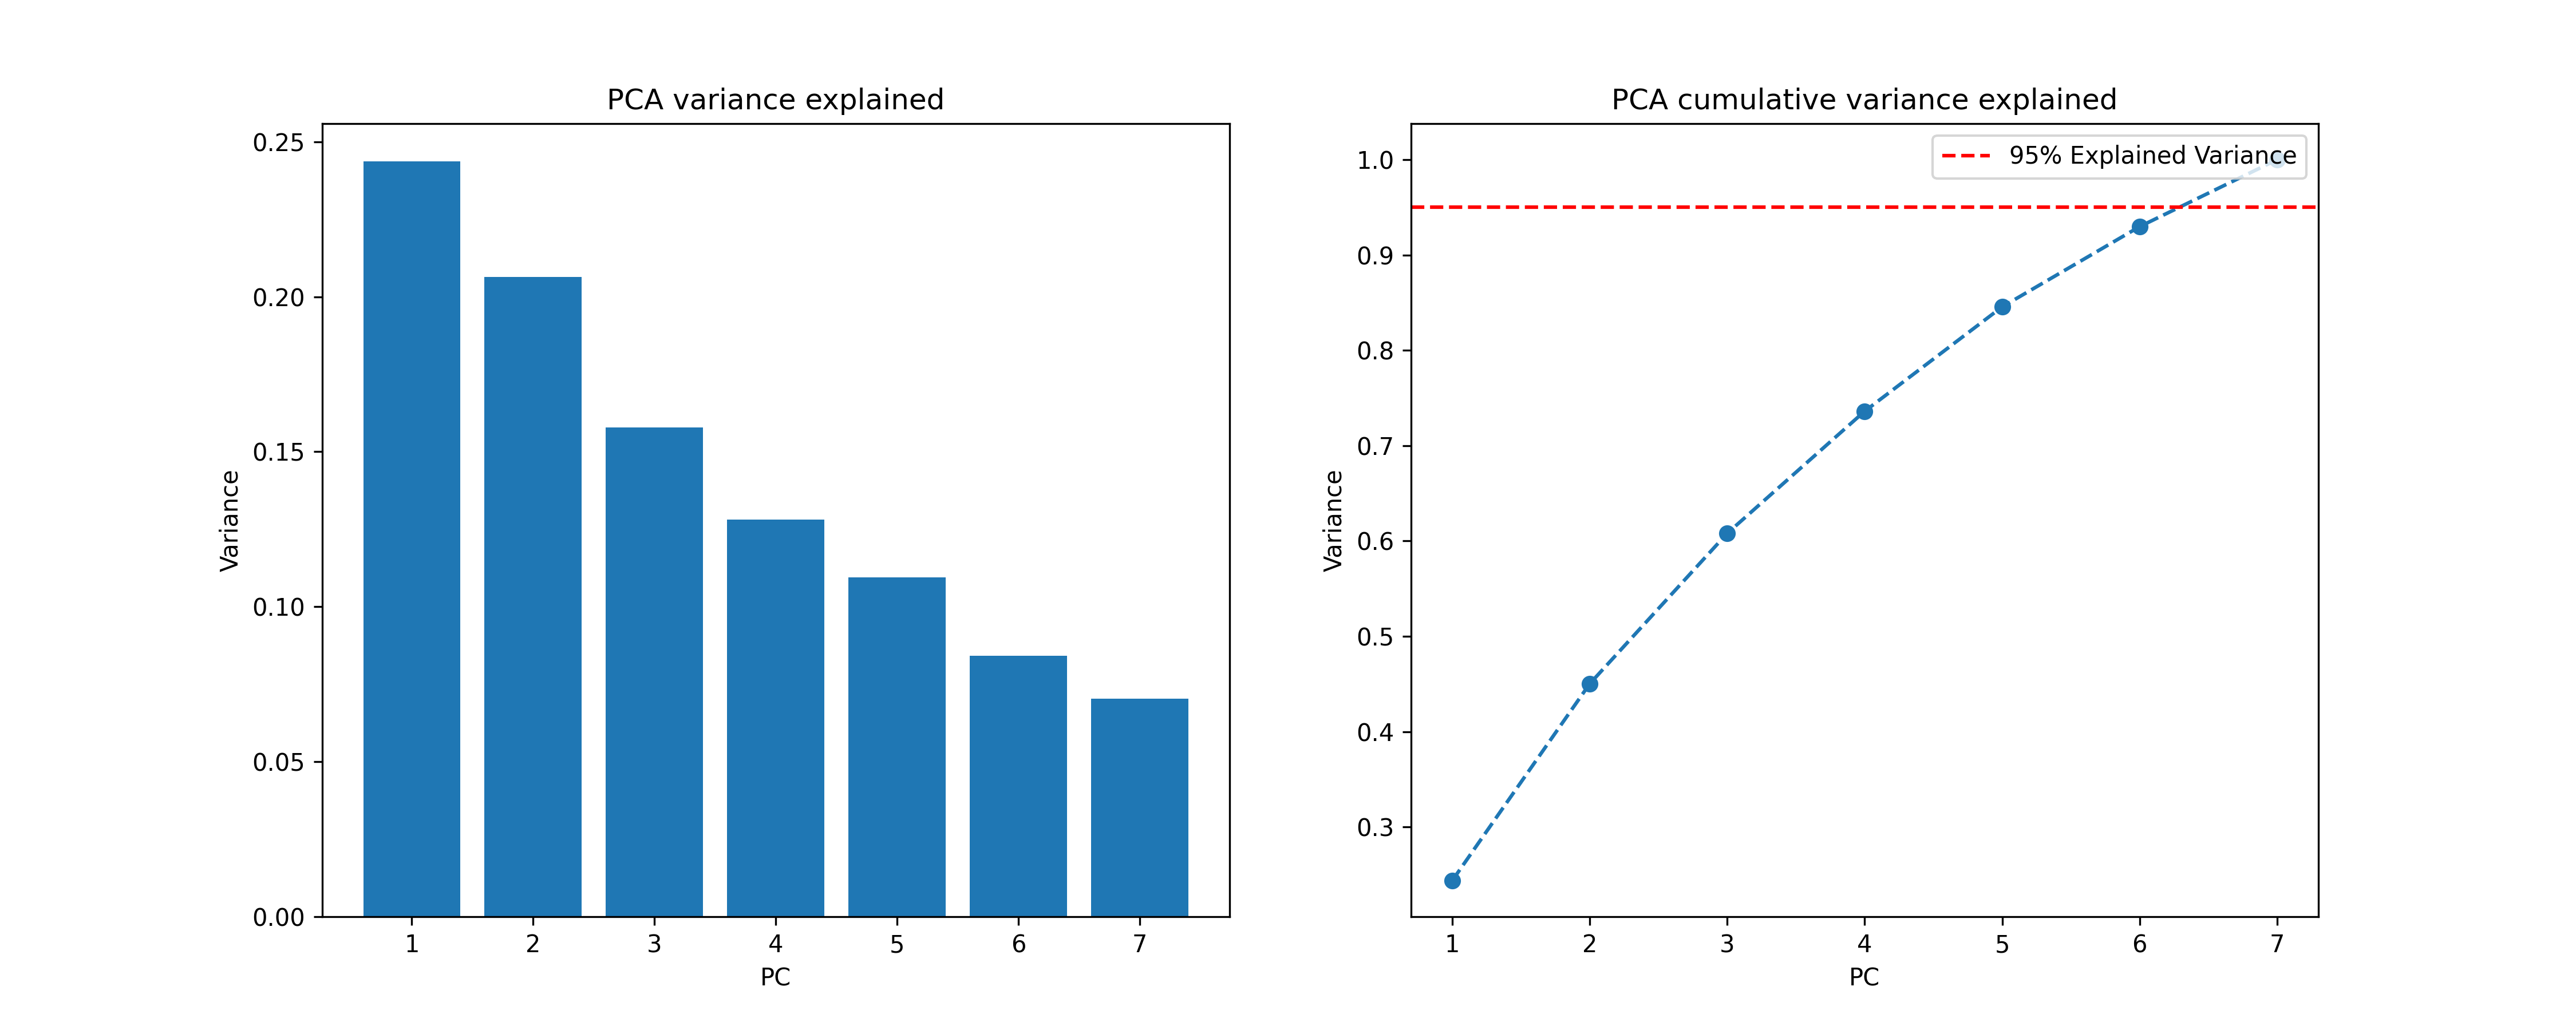 PCA variance explained
0.25
0.20
0.15
0.10
0.05
0.00
Variance
1 2 3 4 5 6 7
PC
PCA cumulative variance explained
95% Explained Variance
1.0
0.9
0.8
0.7
0.6
0.5
0.4
0.3
Variance
1 2 3 4 5 6 7
PC